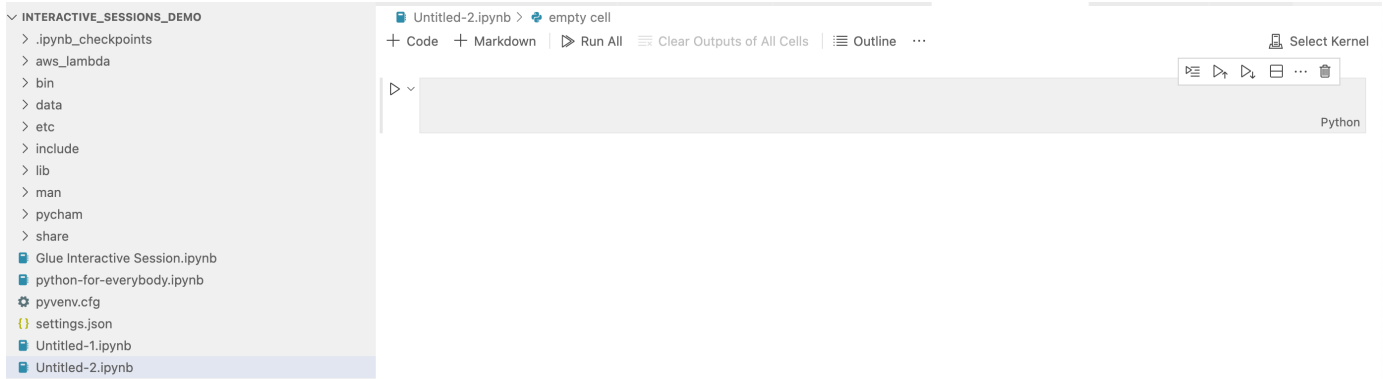 INTERACTIVE_SESSIONS_DEMO
.ipynb_checkpoints
aws_lambda
bin
data
etc
include
lib
man
pycham
share
Glue Interactive Session.ipynb
python-for-everybody.ipynb
pyvenv.cfg
{} settings.json
Untitled-1.ipynb
Untitled-2.ipynb
Untitled-2.ipynb > empty cell
+ Code + Markdown Run All Clear Outputs of All Cells Outline ... Select Kernel
Python